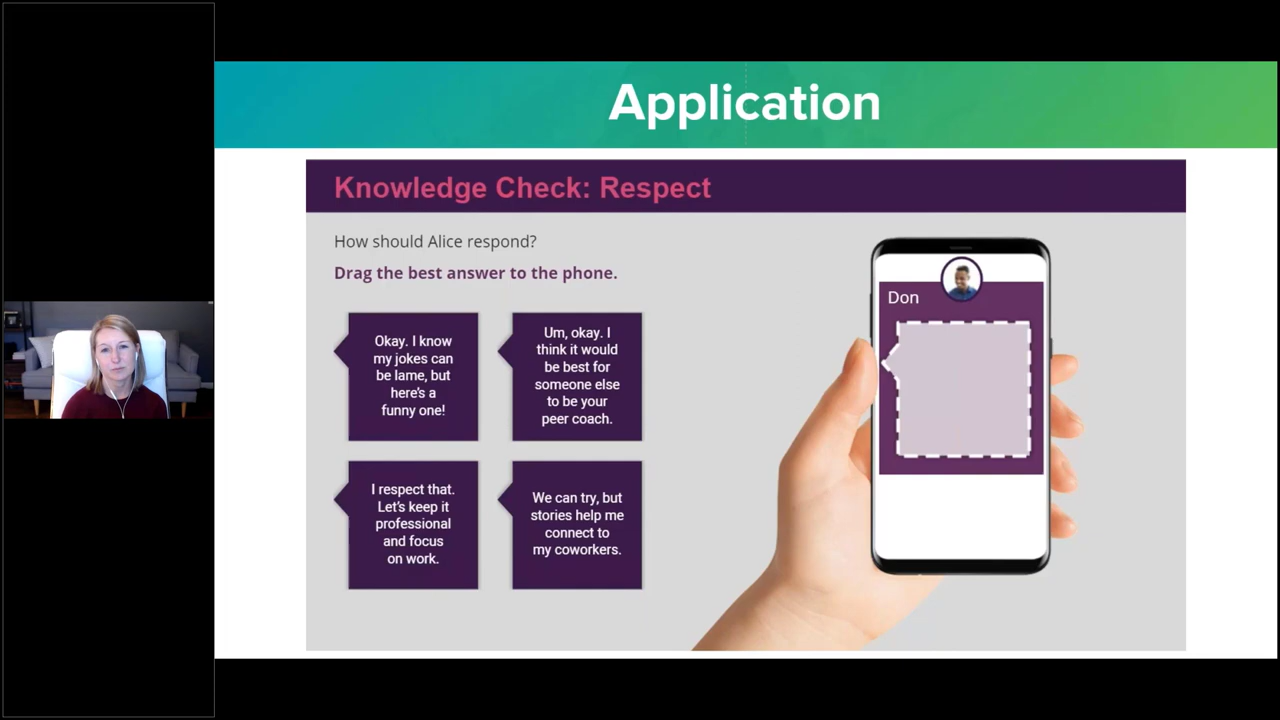 Application
Knowledge Check: Respect
How should Alice respond?
Drag the best answer to the phone.
Okay. I know
my jokes can
be lame, but
here's a
funny one!
Um, okay. I
think it would
be best for
someone else
to be your
peer coach.
I respect that.
Let's keep it
professional
and focus
on work.
We can try, but
stories help me
connect to
my coworkers.
Don